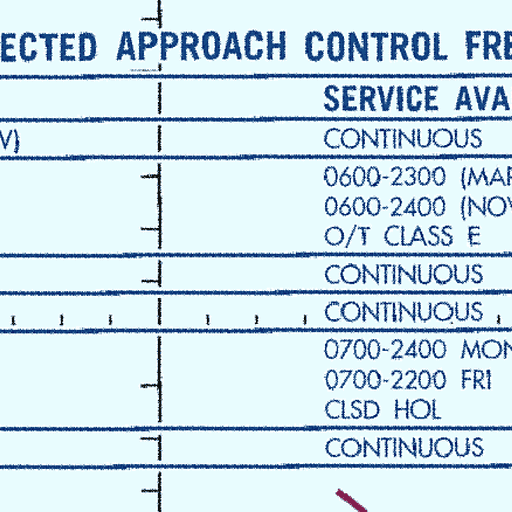 ECTED APPROACH CONTROL FRE
SERVICE AVA
V) CONTINUOUS
0600-2300 (MAR
0600-2400 (NOV
O/T CLASS E
CONTINUOUS
CONTINUOUS
0700-2400 MON
0700-2200 FRI
CLSD HOL
CONTINUOUS